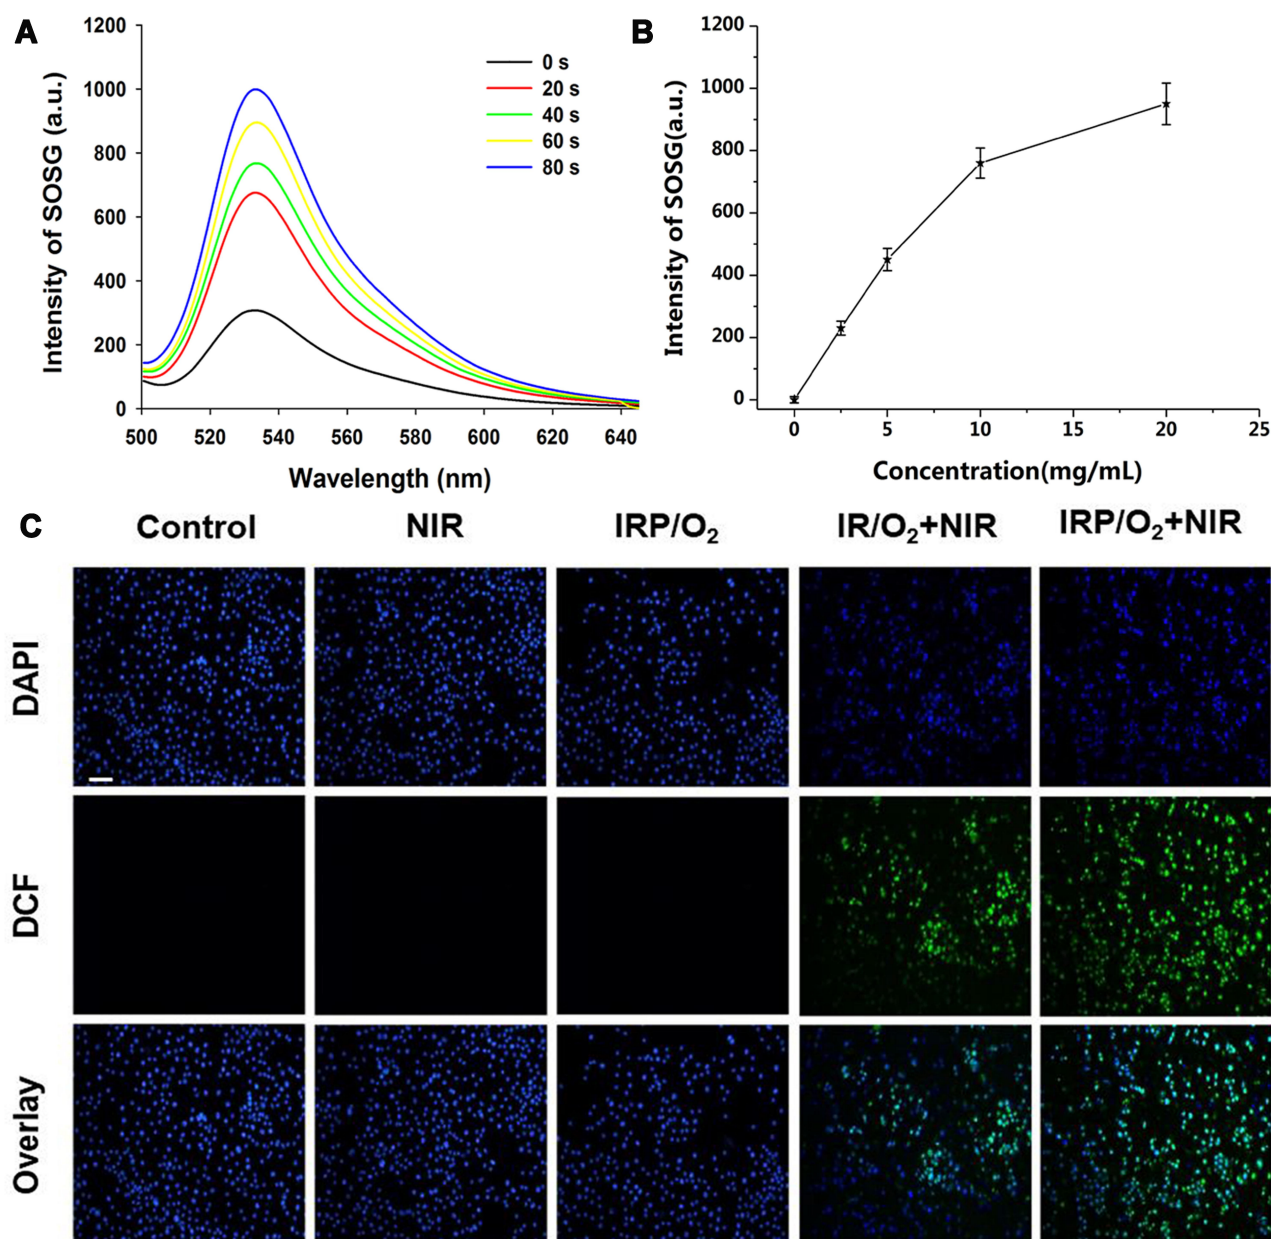 A
1200
1000
800
600
400
200
0
Intensity of SOSG (a.u.)
0 s
20 s
40 s
60 s
80 s
500 520 540 560 580 600 620 640
Wavelength (nm)
B
1200
1000
800
600
400
200
0
Intensity of SOSG(a.u.)
0 5 10 15 20 25
Concentration(mg/mL)
C
Control NIR IRP/O₂ IR/O₂+NIR IRP/O₂+NIR
DAPI
DCF
Overlay